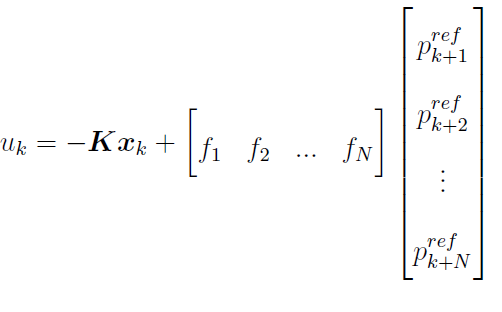 $u_k = -\boldsymbol{K}\boldsymbol{x}_k + \begin{bmatrix} f_1 & f_2 & \dots & f_N \end{bmatrix} \begin{bmatrix} p_{k+1}^{ref} \\ p_{k+2}^{ref} \\ \vdots \\ p_{k+N}^{ref} \end{bmatrix}$